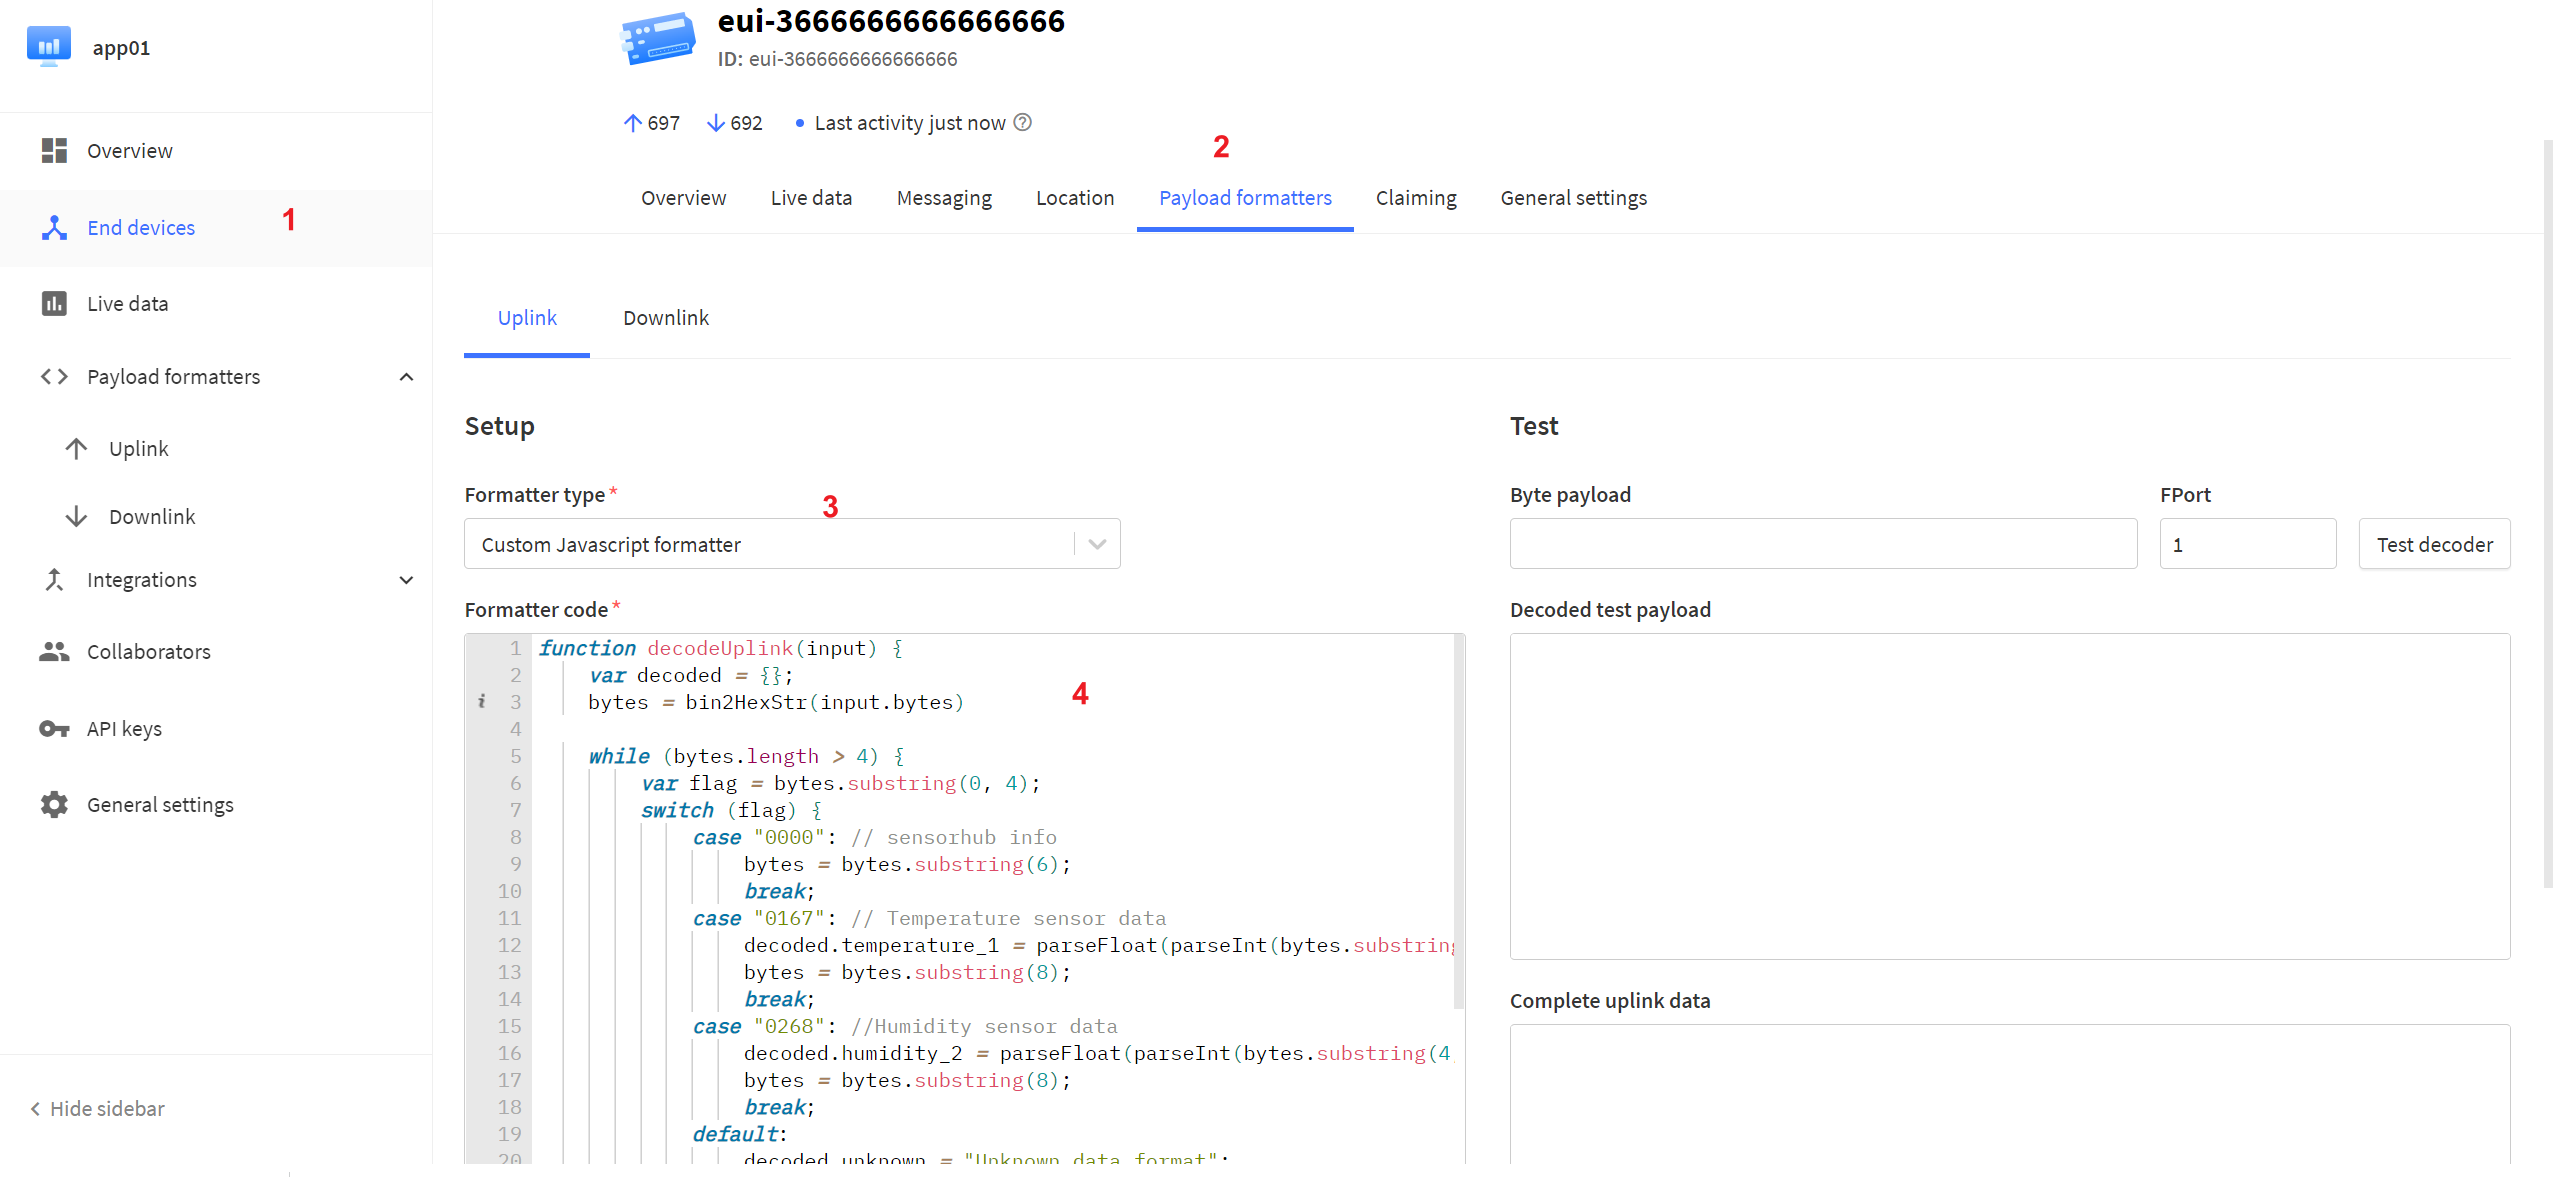 app01
Overview
End devices
1
Live data
Payload formatters
Uplink
Downlink
Integrations
Collaborators
API keys
General settings
Hide sidebar
eui-3666666666666666
ID: eui-3666666666666666
697 692 Last activity just now
2
Overview Live data Messaging Location Payload formatters Claiming General settings
Uplink Downlink
Setup
Formatter type *
3
Custom Javascript formatter
Formatter code *
1 function decodeUplink(input) {
2 var decoded = {};
i 3 bytes = bin2HexStr(input.bytes)
4
4
5 while (bytes.length > 4) {
6 var flag = bytes.substring(0, 4);
7 switch (flag) {
8 case "0000": // sensorhub info
9 bytes = bytes.substring(6);
10 break;
11 case "0167": // Temperature sensor data
12 decoded.temperature_1 = parseFloat(parseInt(bytes.substring
13 bytes = bytes.substring(8);
14 break;
15 case "0268": //Humidity sensor data
16 decoded.humidity_2 = parseFloat(parseInt(bytes.substring(4
17 bytes = bytes.substring(8);
18 break;
19 default:
20 decoded.unknown = "Unknown data format";
Test
Byte payload FPort
1 Test decoder
Decoded test payload
Complete uplink data